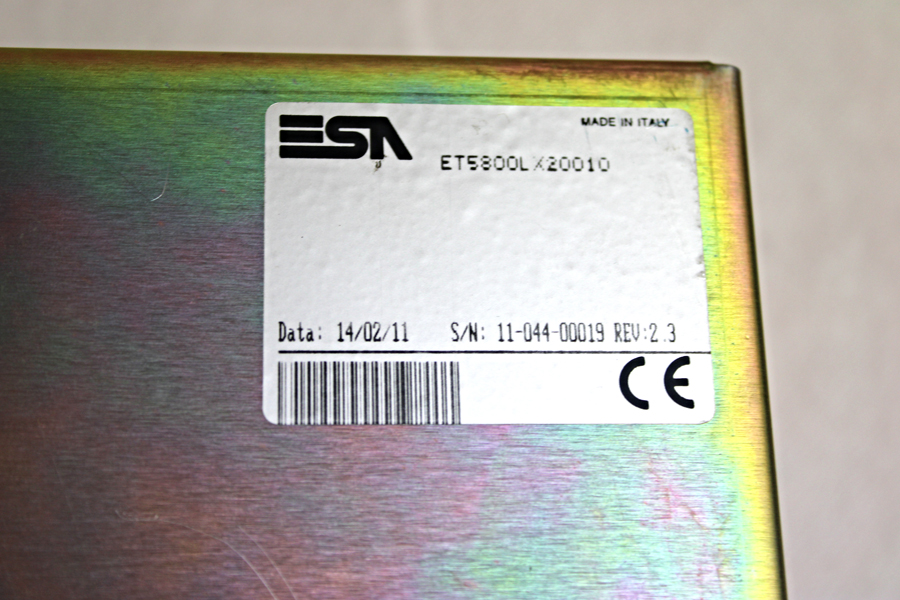 ESA
MADE IN ITALY
ET5800LX20010
Data: 14/02/11 S/N: 11-044-00019 REV:2.3
CE